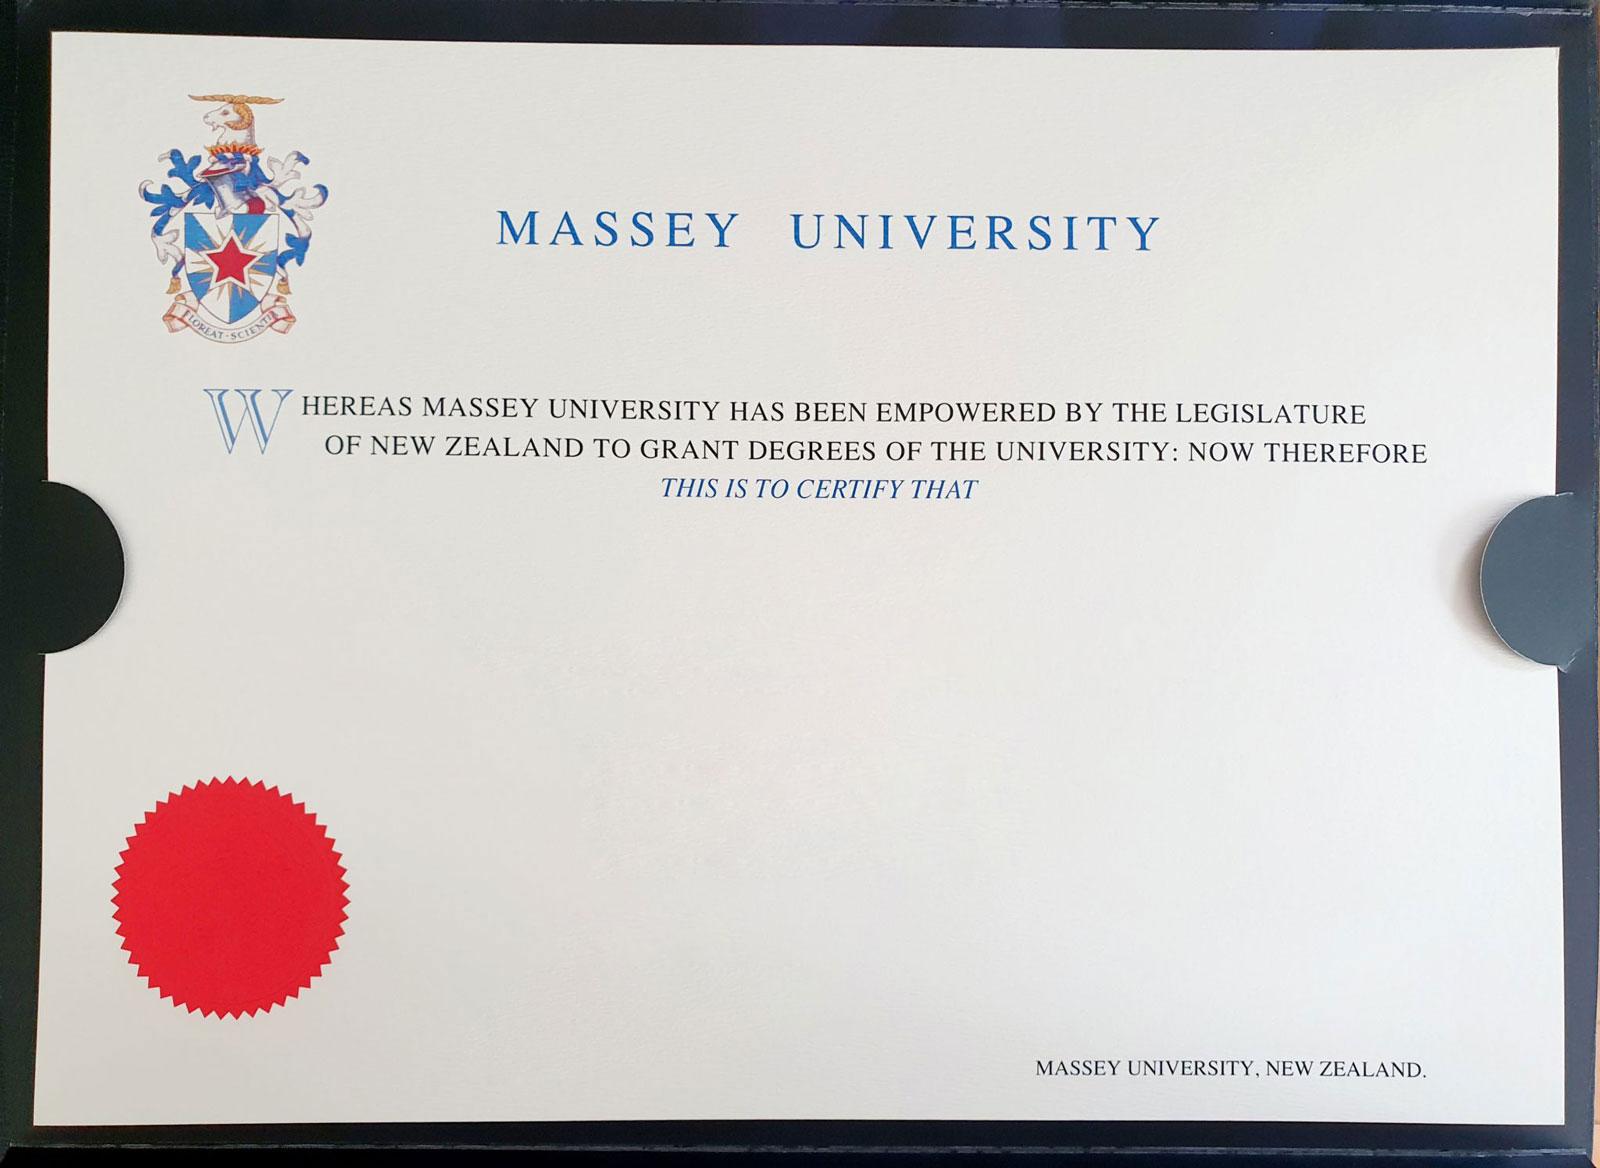 MASSEY UNIVERSITY
FLOREAT·SCIENTIA
WHEREAS MASSEY UNIVERSITY HAS BEEN EMPOWERED BY THE LEGISLATURE
OF NEW ZEALAND TO GRANT DEGREES OF THE UNIVERSITY: NOW THEREFORE
THIS IS TO CERTIFY THAT
MASSEY UNIVERSITY, NEW ZEALAND.